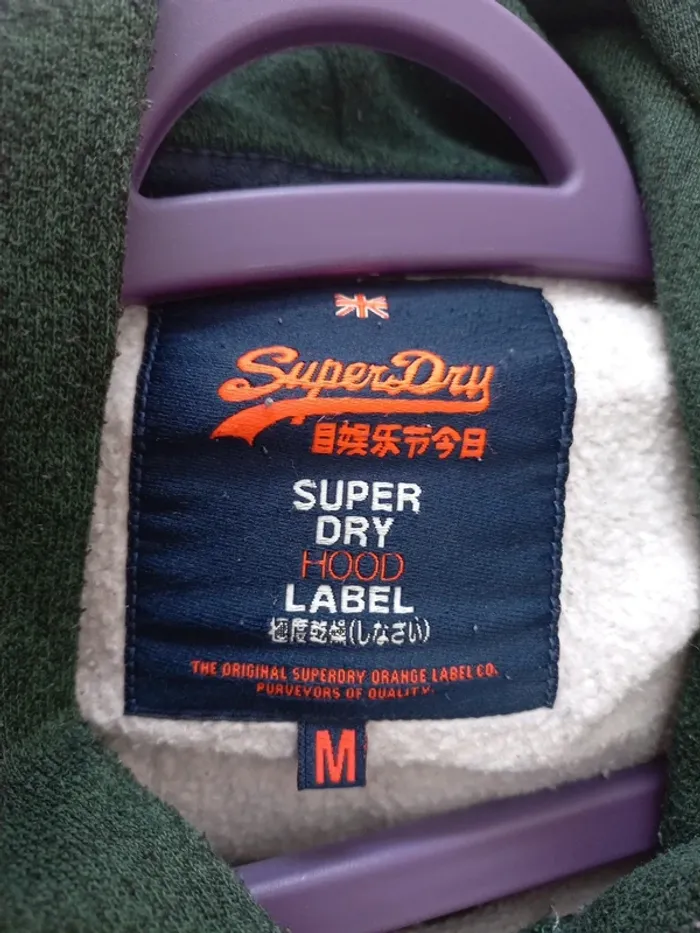 SuperDry
目娱乐节今日
SUPER
DRY
HOOD
LABEL
極度乾燥(しなさい)
THE ORIGINAL SUPERDRY ORANGE LABEL CO.
PURVEYORS OF QUALITY.
M